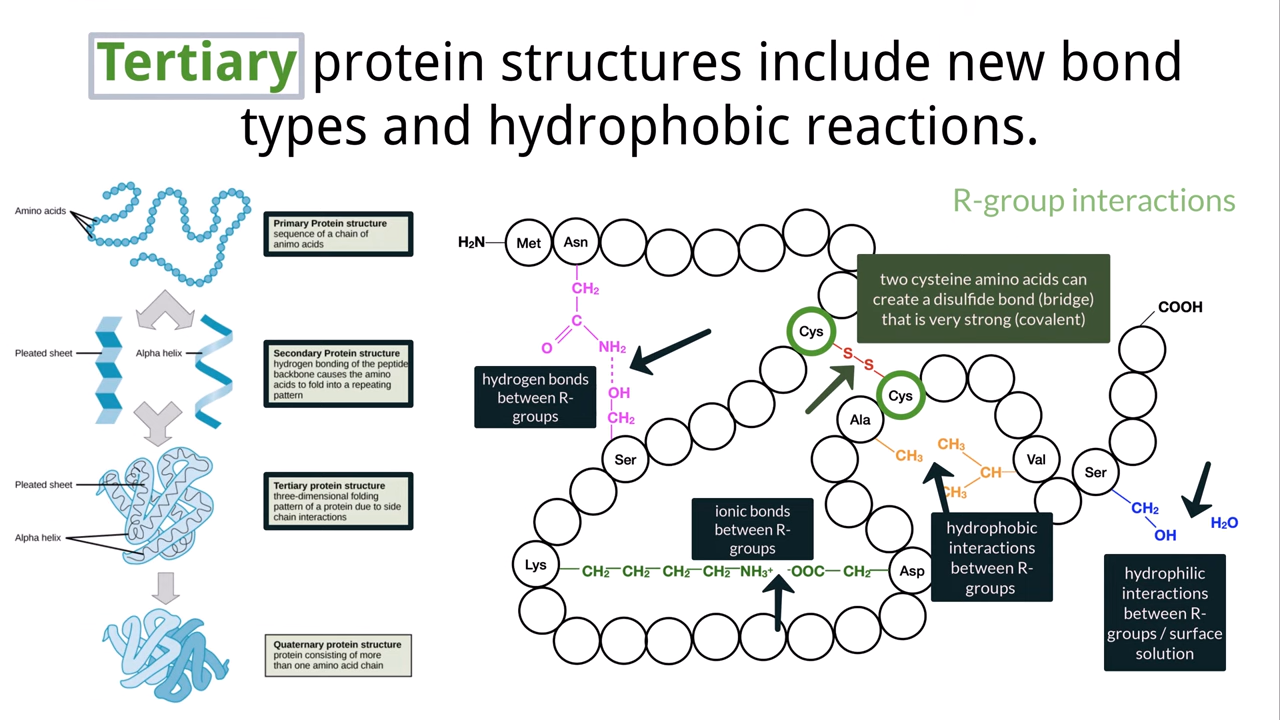 Tertiary protein structures include new bond
types and hydrophobic reactions.
R-group interactions
Amino acids
Primary Protein structure
sequence of a chain of
animo acids
Pleated sheet
Alpha helix
Secondary Protein structure
hydrogen bonding of the peptide
backbone causes the amino
acids to fold into a repeating
pattern
Pleated sheet
Alpha helix
Tertiary protein structure
three-dimensional folding
pattern of a protein due to side
chain interactions
Quaternary protein structure
protein consisting of more
than one amino acid chain
H₂N
Met
Asn
CH₂
C
O
NH₂
OH
CH₂
Ser
hydrogen bonds
between R-
groups
two cysteine amino acids can
create a disulfide bond (bridge)
that is very strong (covalent)
Cys
S
S
Cys
Ala
CH₃
CH₃
CH
CH₃
Val
hydrophobic
interactions
between R-
groups
ionic bonds
between R-
groups
Lys
CH₂
CH₂
CH₂
CH₂
NH₃⁺
⁻OOC
CH₂
Asp
COOH
Ser
CH₂
OH
H₂O
hydrophilic
interactions
between R-
groups / surface
solution